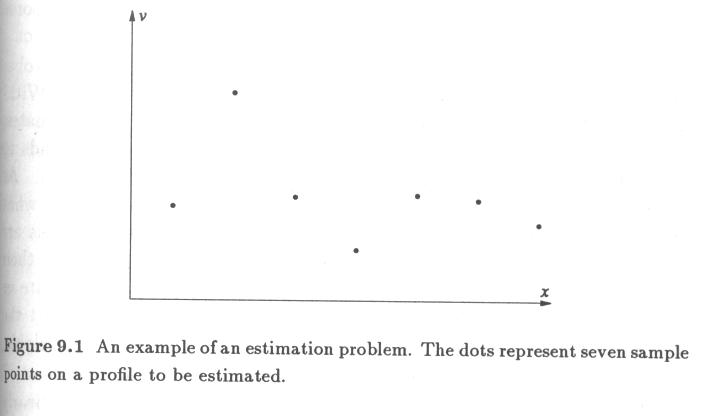 v
x
Figure 9.1 An example of an estimation problem. The dots represent seven sample
points on a profile to be estimated.